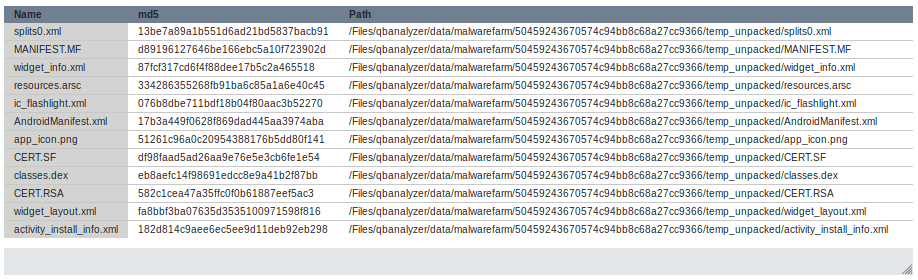 Name md5 Path
splits0.xml 13be7a89a1b551d6ad21bd5837bacb91 /Files/qbanalyzer/data/malwarefarm/50459243670574c94bb8c68a27cc9366/temp_unpacked/splits0.xml
MANIFEST.MF d89196127646be166ebc5a10f723902d /Files/qbanalyzer/data/malwarefarm/50459243670574c94bb8c68a27cc9366/temp_unpacked/MANIFEST.MF
widget_info.xml 87fcf317cd6f4f88dee17b5c2a465518 /Files/qbanalyzer/data/malwarefarm/50459243670574c94bb8c68a27cc9366/temp_unpacked/widget_info.xml
resources.arsc 334286355268fb91ba6c85a1a6e40c45 /Files/qbanalyzer/data/malwarefarm/50459243670574c94bb8c68a27cc9366/temp_unpacked/resources.arsc
ic_flashlight.xml 076b8dbe711bdf18b04f80aac3b52270 /Files/qbanalyzer/data/malwarefarm/50459243670574c94bb8c68a27cc9366/temp_unpacked/ic_flashlight.xml
AndroidManifest.xml 17b3a449f0628f869dad445aa3974aba /Files/qbanalyzer/data/malwarefarm/50459243670574c94bb8c68a27cc9366/temp_unpacked/AndroidManifest.xml
app_icon.png 51261c96a0c20954388176b5dd80f141 /Files/qbanalyzer/data/malwarefarm/50459243670574c94bb8c68a27cc9366/temp_unpacked/app_icon.png
CERT.SF df98faad5ad26aa9e76e5e3cb6fe1e54 /Files/qbanalyzer/data/malwarefarm/50459243670574c94bb8c68a27cc9366/temp_unpacked/CERT.SF
classes.dex eb8aefc14f98691edcc8e9a41b2f87bb /Files/qbanalyzer/data/malwarefarm/50459243670574c94bb8c68a27cc9366/temp_unpacked/classes.dex
CERT.RSA 582c1cea47a35ffc0f0b61887eef5ac3 /Files/qbanalyzer/data/malwarefarm/50459243670574c94bb8c68a27cc9366/temp_unpacked/CERT.RSA
widget_layout.xml fa8bbf3ba07635d3535100971598f816 /Files/qbanalyzer/data/malwarefarm/50459243670574c94bb8c68a27cc9366/temp_unpacked/widget_layout.xml
activity_install_info.xml 182d814c9aee6ec5ee9d11deb92eb298 /Files/qbanalyzer/data/malwarefarm/50459243670574c94bb8c68a27cc9366/temp_unpacked/activity_install_info.xml